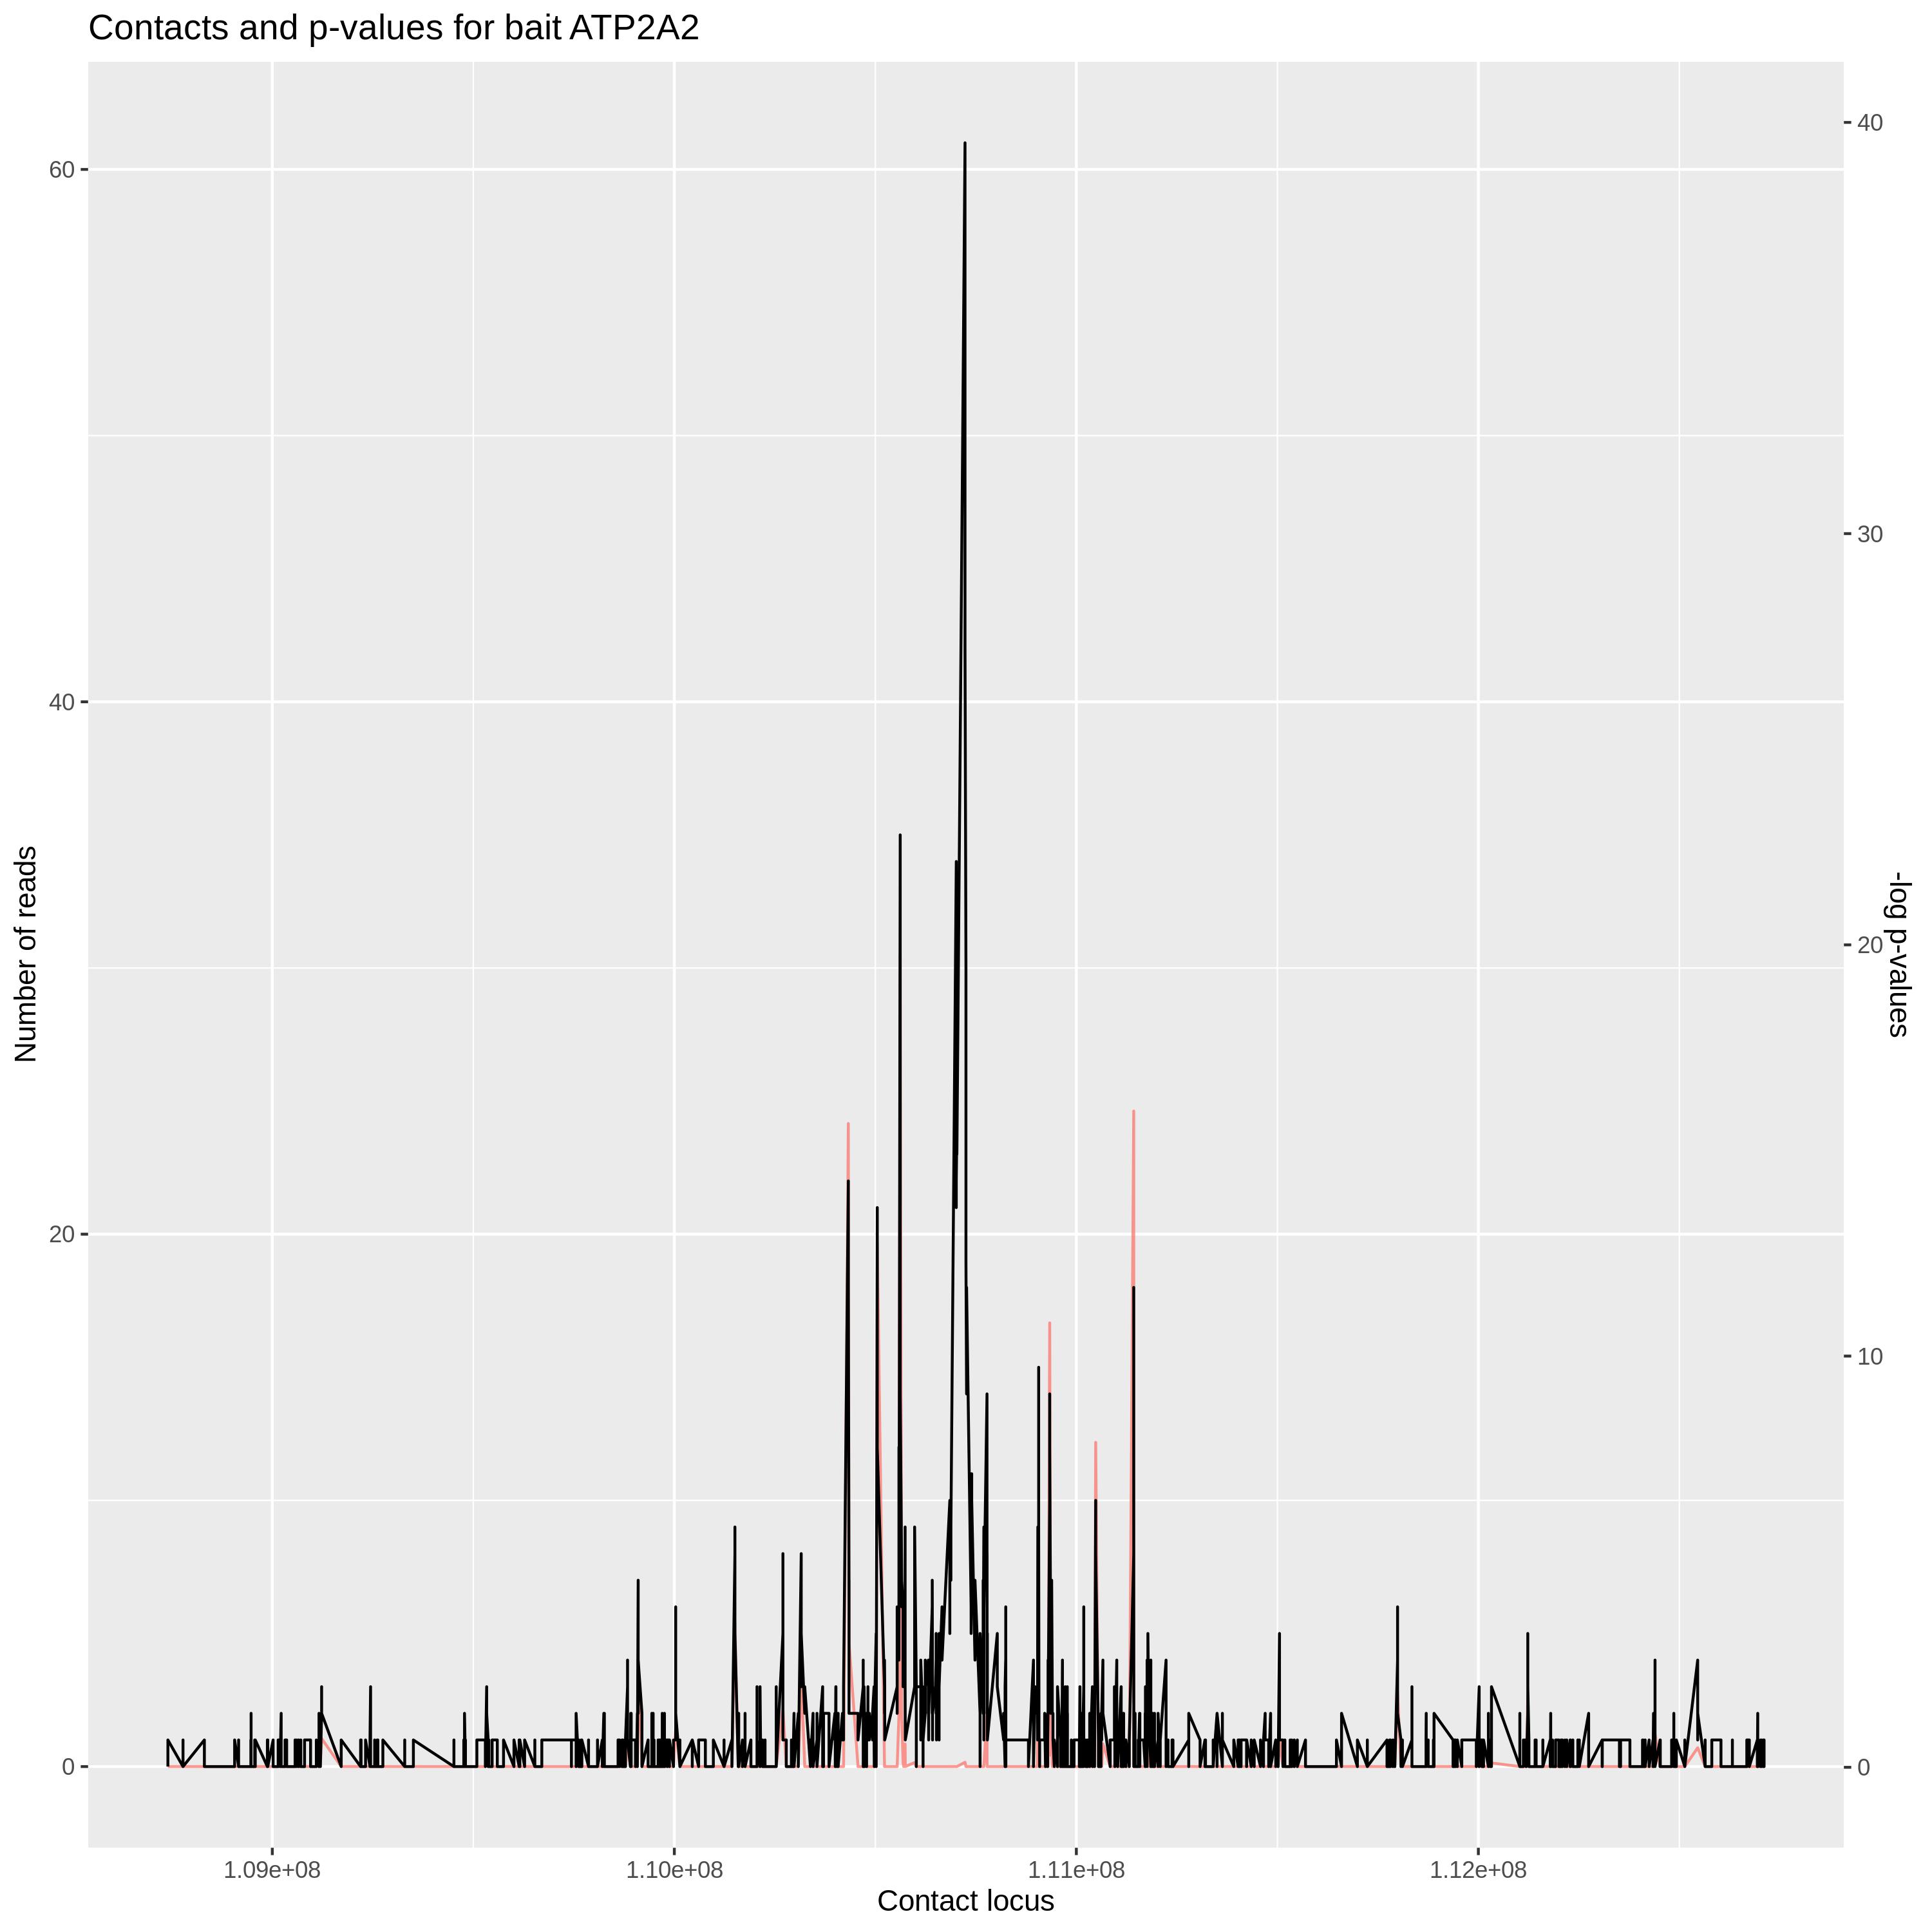 Contacts and p-values for bait ATP2A2
60
40
20
0
Number of reads
40
30
20
10
0
-log p-values
1.09e+08
1.10e+08
1.11e+08
1.12e+08
Contact locus